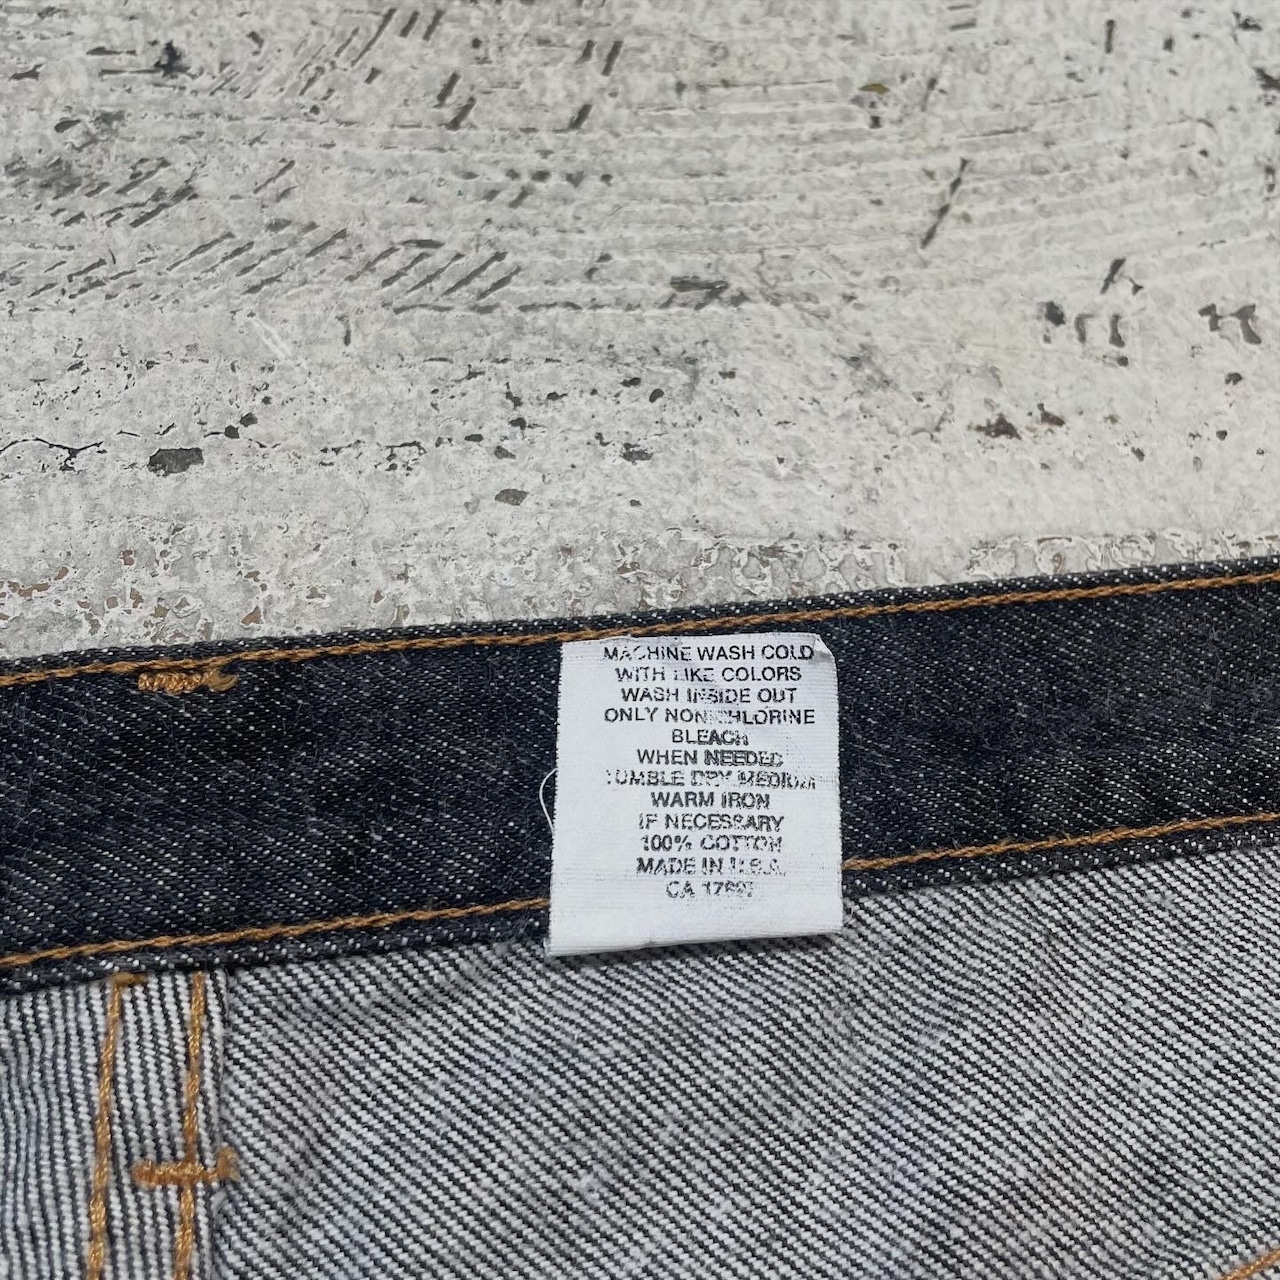 MACHINE WASH COLD
WITH LIKE COLORS
WASH INSIDE OUT
ONLY NON-CHLORINE
BLEACH
WHEN NEEDED
TUMBLE DRY MEDIUM
WARM IRON
IF NECESSARY
100% COTTON
MADE IN U.S.A.
CA